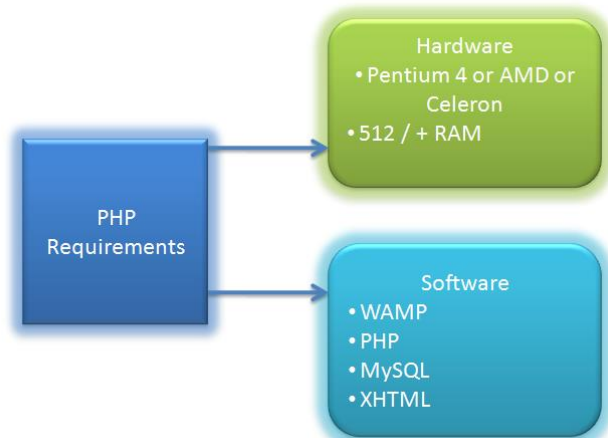 PHP
Requirements
Hardware
• Pentium 4 or AMD or
Celeron
• 512 / + RAM
Software
• WAMP
• PHP
• MySQL
• XHTML